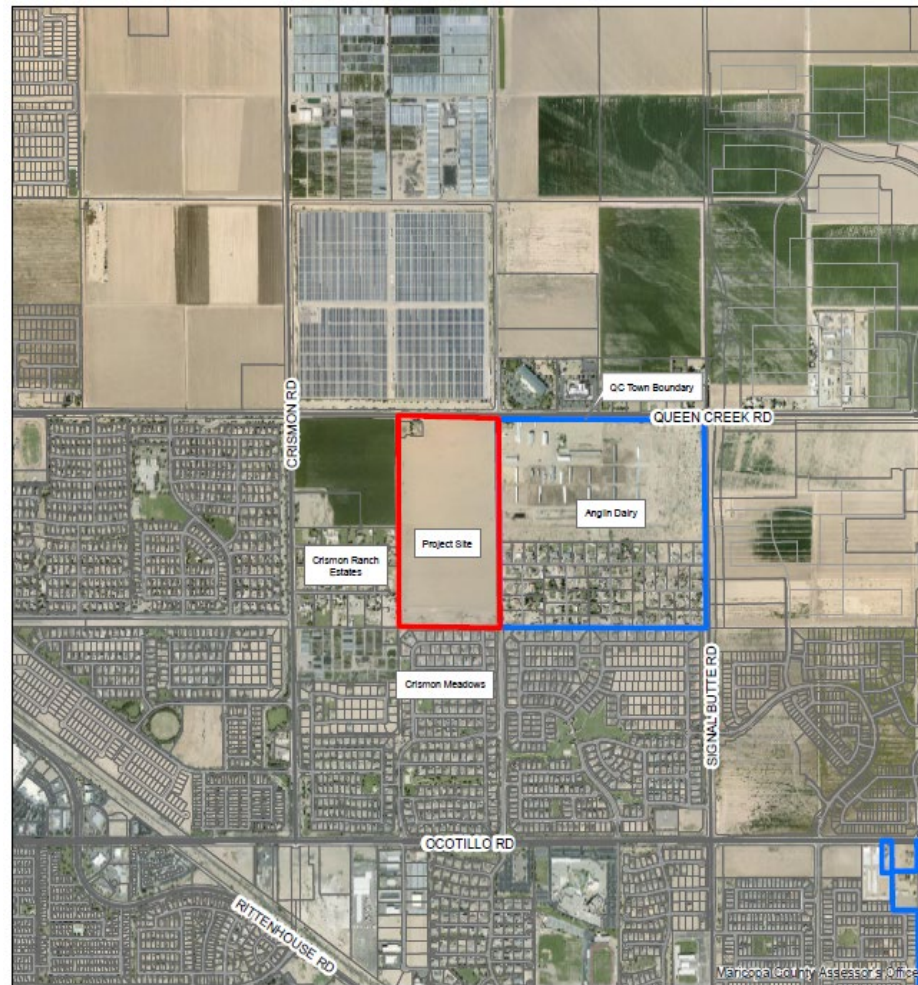 CRISMON RD
QC Town Boundary
QUEEN CREEK RD
Anglin Dairy
Project Site
Crismon Ranch
Estates
Crismon Meadows
SIGNAL BUTTE RD
OCOTILLO RD
RITTENHOUSE RD
Maricopa County Assessor's Office